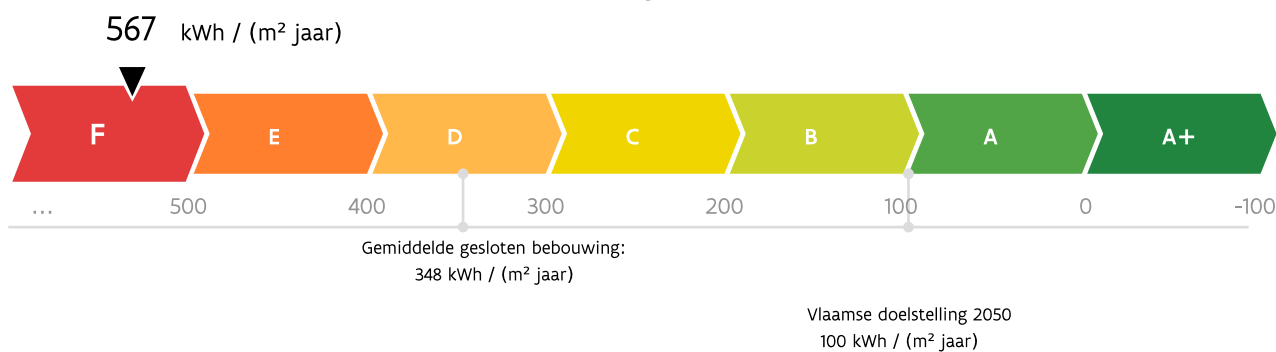 567 kWh / (m² jaar)
F E D C B A A+
... 500 400 300 200 100 0 -100
Gemiddelde gesloten bebouwing:
348 kWh / (m² jaar)
Vlaamse doelstelling 2050
100 kWh / (m² jaar)